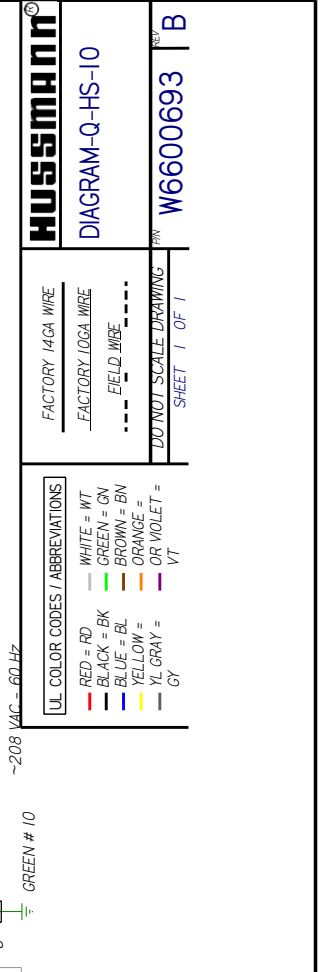 ~208 VAC - 60 HZ
GREEN # 10
UL COLOR CODES / ABBREVIATIONS
RED = RD
BLACK = BK
BLUE = BL
YELLOW =
YL GRAY =
GY
WHITE = WT
GREEN = GN
BROWN = BN
ORANGE =
OR VIOLET =
VT
FACTORY 14GA WIRE
FACTORY 10GA WIRE
FIELD WIRE
DO NOT SCALE DRAWING
SHEET 1 OF 1
HUSSMANN®
DIAGRAM-Q-HS-10
P/N
W6600693
REV
B